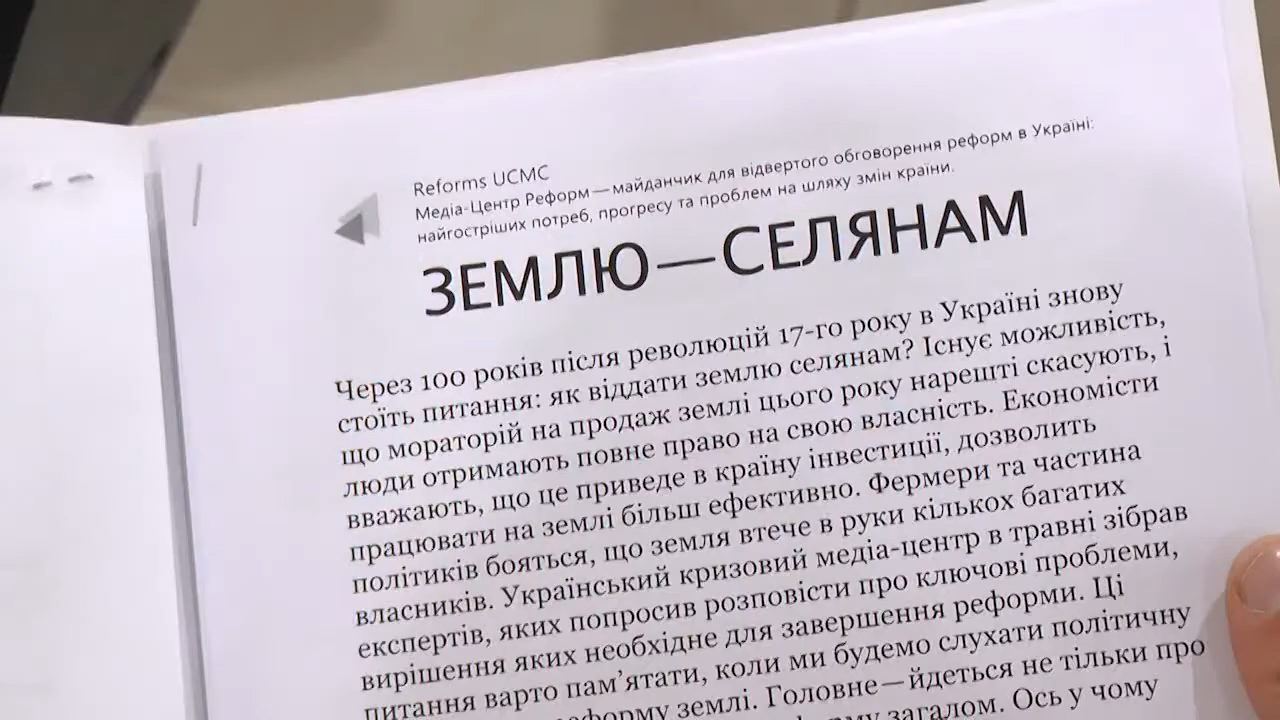 Reforms UCMC
Медіа-Центр Реформ—майданчик для відвертого обговорення реформ в Україні:
найгостріших потреб, прогресу та проблем на шляху змін країни.
ЗЕМЛЮ—СЕЛЯНАМ
Через 100 років після революцій 17-го року в Україні знову
стоїть питання: як віддати землю селянам? Існує можливість,
що мораторій на продаж землі цього року нарешті скасують, і
люди отримають повне право на свою власність. Економісти
вважають, що це приведе в країну інвестиції, дозволить
працювати на землі більш ефективно. Фермери та частина
політиків бояться, що земля втече в руки кількох багатих
власників. Український кризовий медіа-центр в травні зібрав
експертів, яких попросив розповісти про ключові проблеми,
вирішення яких необхідне для завершення реформи. Ці
питання варто пам’ятати, коли ми будемо слухати політичну
землі. Головне—йдеться не тільки про
загалом. Ось у чому